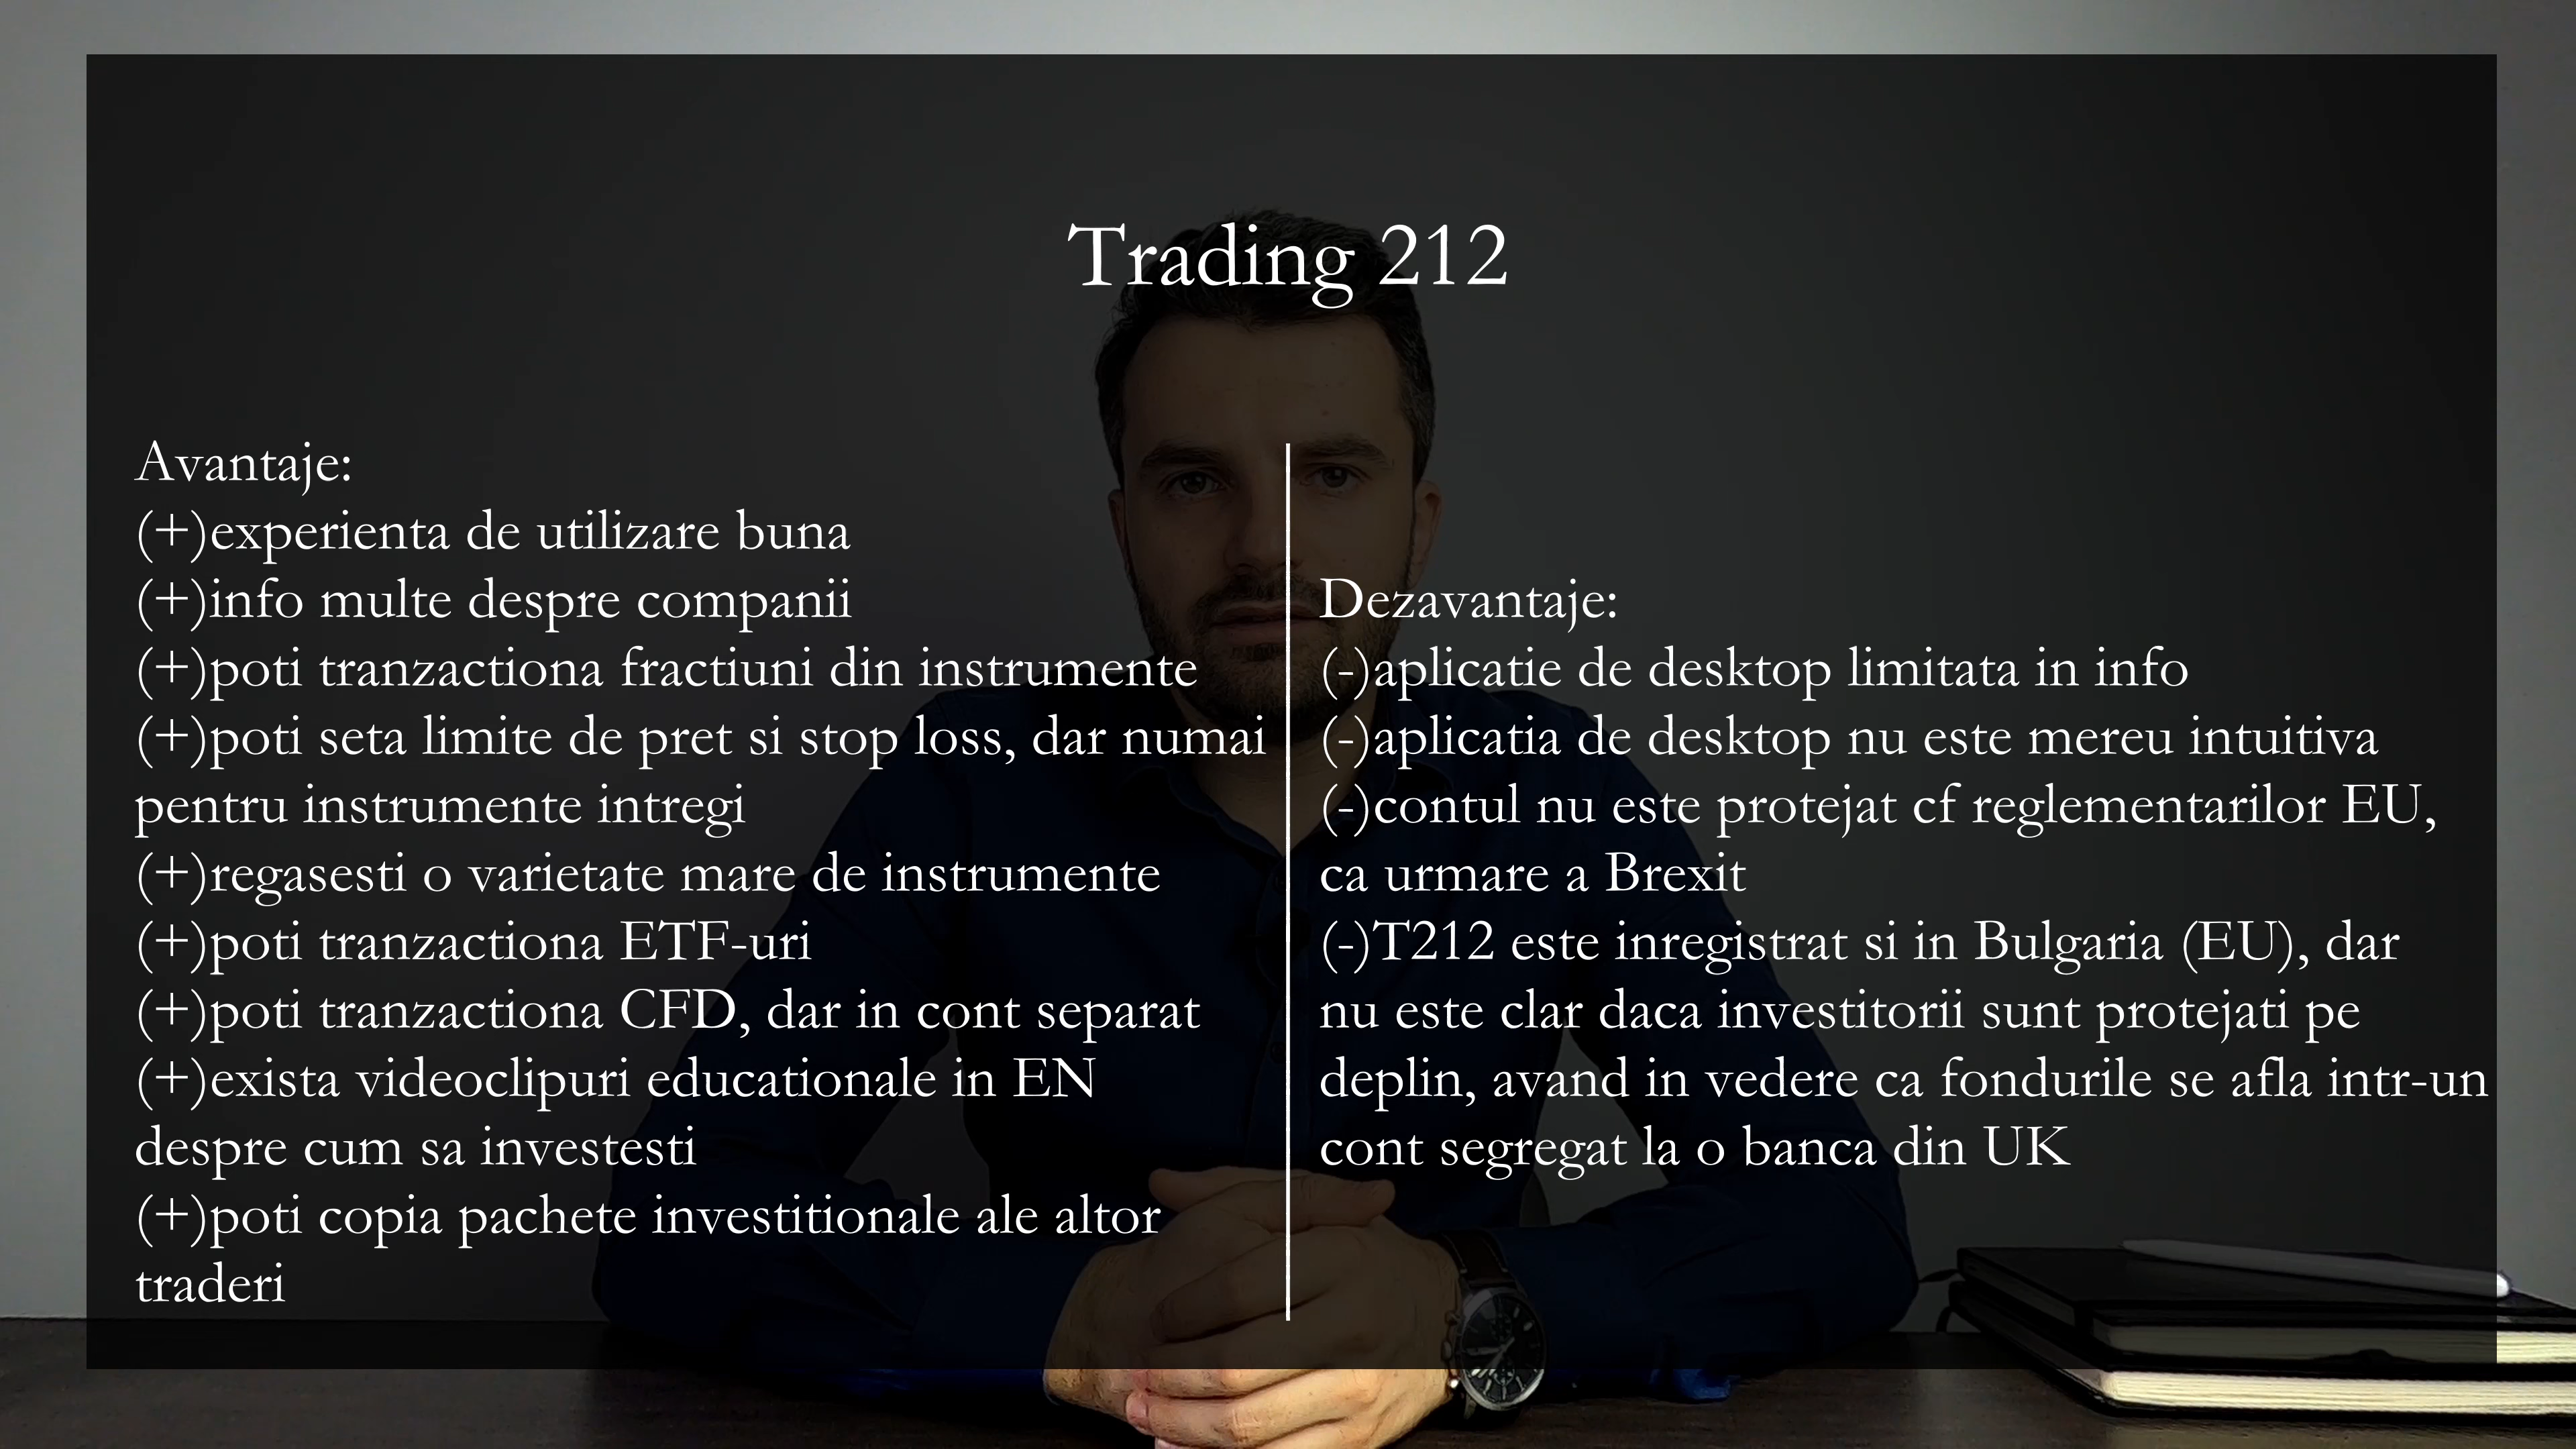 Trading 212
Avantaje:
(+)experienta de utilizare buna
(+)info multe despre companii
(+)poti tranzactiona fractiuni din instrumente
(+)poti seta limite de pret si stop loss, dar numai
pentru instrumente intregi
(+)regasesti o varietate mare de instrumente
(+)poti tranzactiona ETF-uri
(+)poti tranzactiona CFD, dar in cont separat
(+)exista videoclipuri educationale in EN
despre cum sa investesti
(+)poti copia pachete investitionale ale altor
traderi
Dezavantaje:
(-)aplicatie de desktop limitata in info
(-)aplicatia de desktop nu este mereu intuitiva
(-)contul nu este protejat cf reglementarilor EU,
ca urmare a Brexit
(-)T212 este inregistrat si in Bulgaria (EU), dar
nu este clar daca investitorii sunt protejati pe
deplin, avand in vedere ca fondurile se afla intr-un
cont segregat la o banca din UK